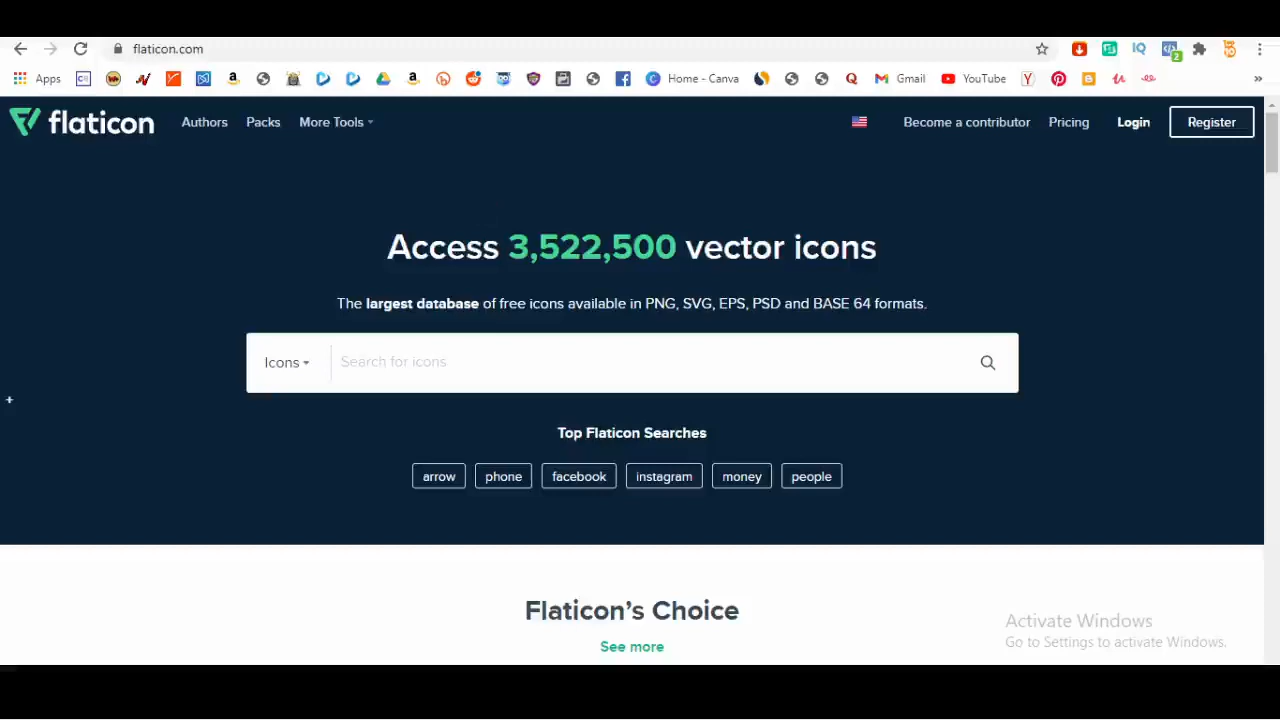 flaticon.com
Apps
Home - Canva
Gmail
YouTube
flaticon
Authors
Packs
More Tools
Become a contributor
Pricing
Login
Register
Access 3,522,500 vector icons
The largest database of free icons available in PNG, SVG, EPS, PSD and BASE 64 formats.
Icons
Search for icons
Top Flaticon Searches
arrow
phone
facebook
instagram
money
people
Flaticon's Choice
See more
Activate Windows
Go to Settings to activate Windows.